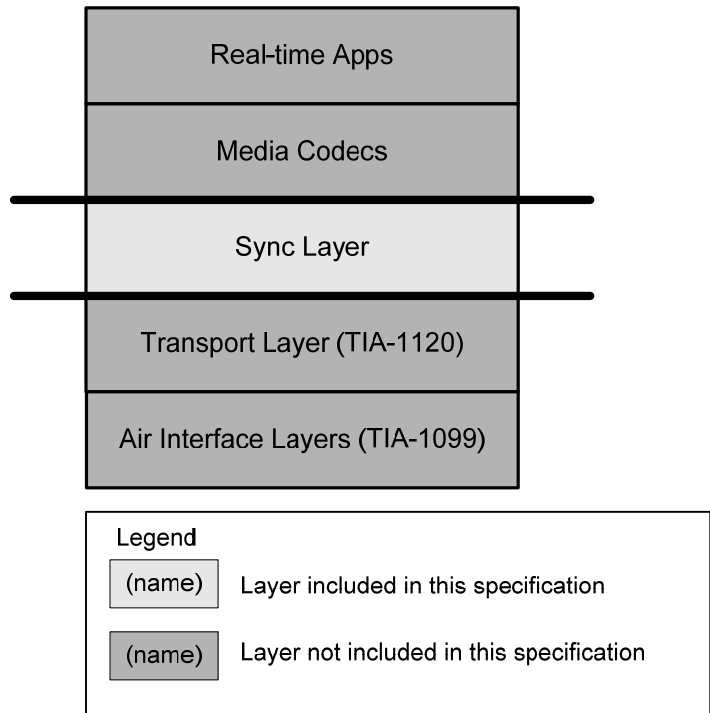 Real-time Apps
Media Codecs
Sync Layer
Transport Layer (TIA-1120)
Air Interface Layers (TIA-1099)
Legend
(name) Layer included in this specification
(name) Layer not included in this specification